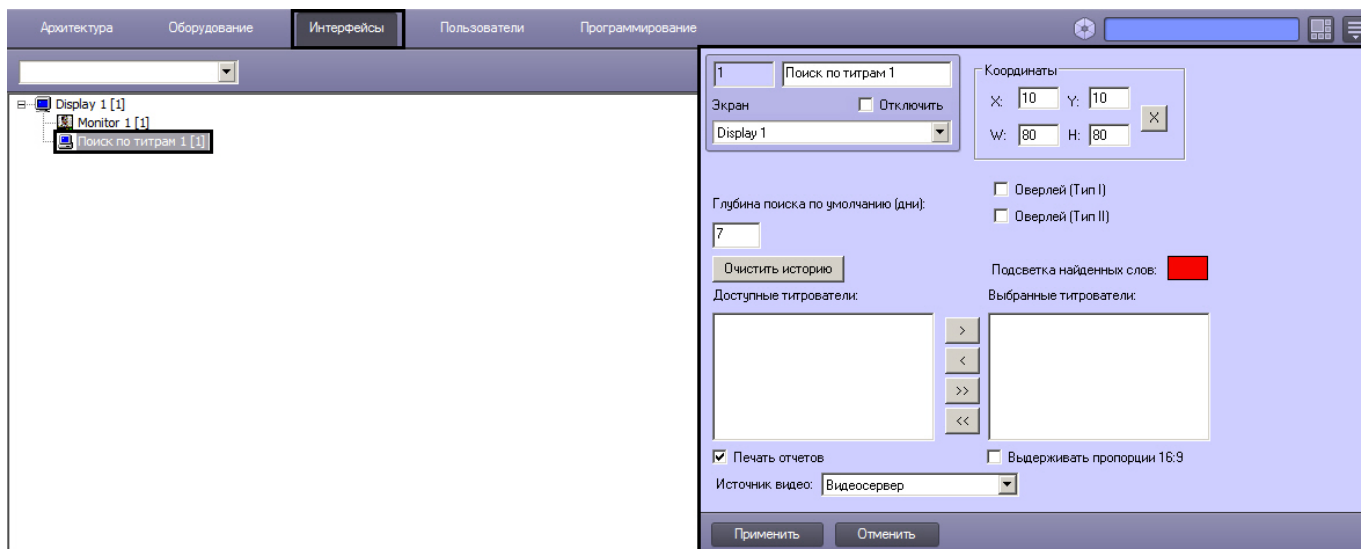 Архитектура Оборудование Интерфейсы Пользователи Программирование
Display 1 [1]
Monitor 1 [1]
Поиск по титрам 1 [1]
1 Поиск по титрам 1
Экран Отключить
Display 1
Координаты
X: 10 Y: 10
X
W: 80 H: 80
Глубина поиска по умолчанию (дни):
7
Оверлей (Тип I)
Оверлей (Тип II)
Очистить историю Подсветка найденных слов:
Доступные титрователи: Выбранные титрователи:
>
<
>>
<<
Печать отчетов Выдерживать пропорции 16:9
Источник видео: Видеосервер
Применить Отменить